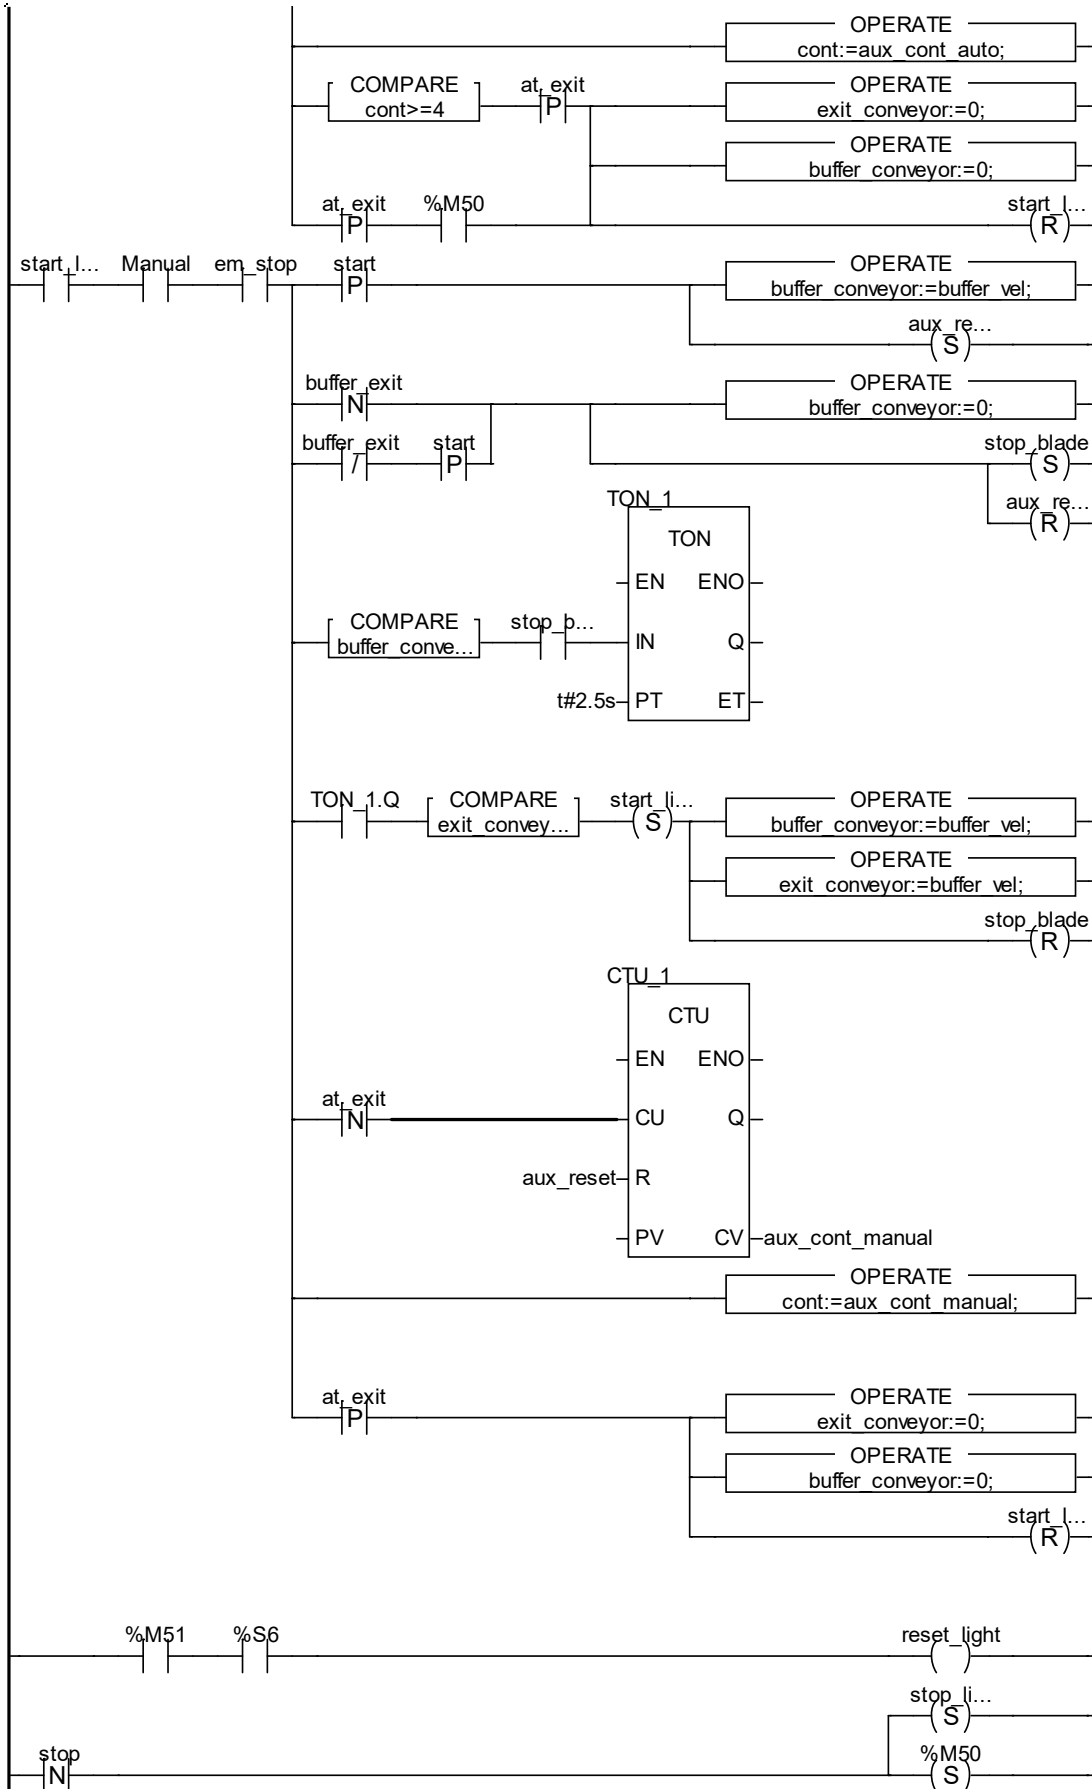 OPERATE
cont:=aux_cont_auto;
COMPARE
cont>=4
at_exit
P
OPERATE
exit_conveyor:=0;
OPERATE
buffer_conveyor:=0;
at_exit
P
%M50
start_l...
R
start_l...
Manual
em_stop
start
P
OPERATE
buffer_conveyor:=buffer_vel;
aux_re...
S
buffer_exit
N
OPERATE
buffer_conveyor:=0;
buffer_exit
/
start
P
stop_blade
S
aux_re...
R
TON_1
TON
EN ENO
COMPARE
buffer_conve...
stop_b...
IN Q
t#2.5s PT ET
TON_1.Q
COMPARE
exit_convey...
start_li...
S
OPERATE
buffer_conveyor:=buffer_vel;
OPERATE
exit_conveyor:=buffer_vel;
stop_blade
R
CTU_1
CTU
EN ENO
at_exit
N
CU Q
aux_reset R
PV CV aux_cont_manual
OPERATE
cont:=aux_cont_manual;
at_exit
P
OPERATE
exit_conveyor:=0;
OPERATE
buffer_conveyor:=0;
start_l...
R
%M51
%S6
reset_light
stop_li...
S
stop
N
%M50
S